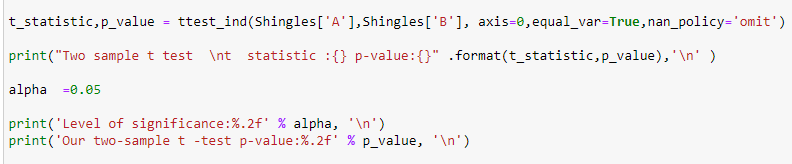 t_statistic,p_value = ttest_ind(Shingles['A'],Shingles['B'], axis=0,equal_var=True,nan_policy='omit')
print("Two sample t test  \nt  statistic :{} p-value:{}" .format(t_statistic,p_value),'\n' )
alpha  =0.05
print('Level of significance:%.2f' % alpha, '\n')
print('Our two-sample t -test p-value:%.2f' % p_value, '\n')